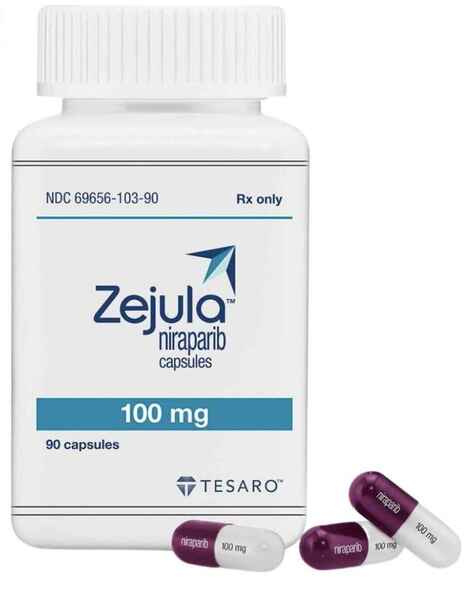 NDC 69656-103-90 Rx only
Zejula™
niraparib
capsules
100 mg
90 capsules
TESARO™
niraparib 100 mg
niraparib 100 mg
niraparib 100 mg